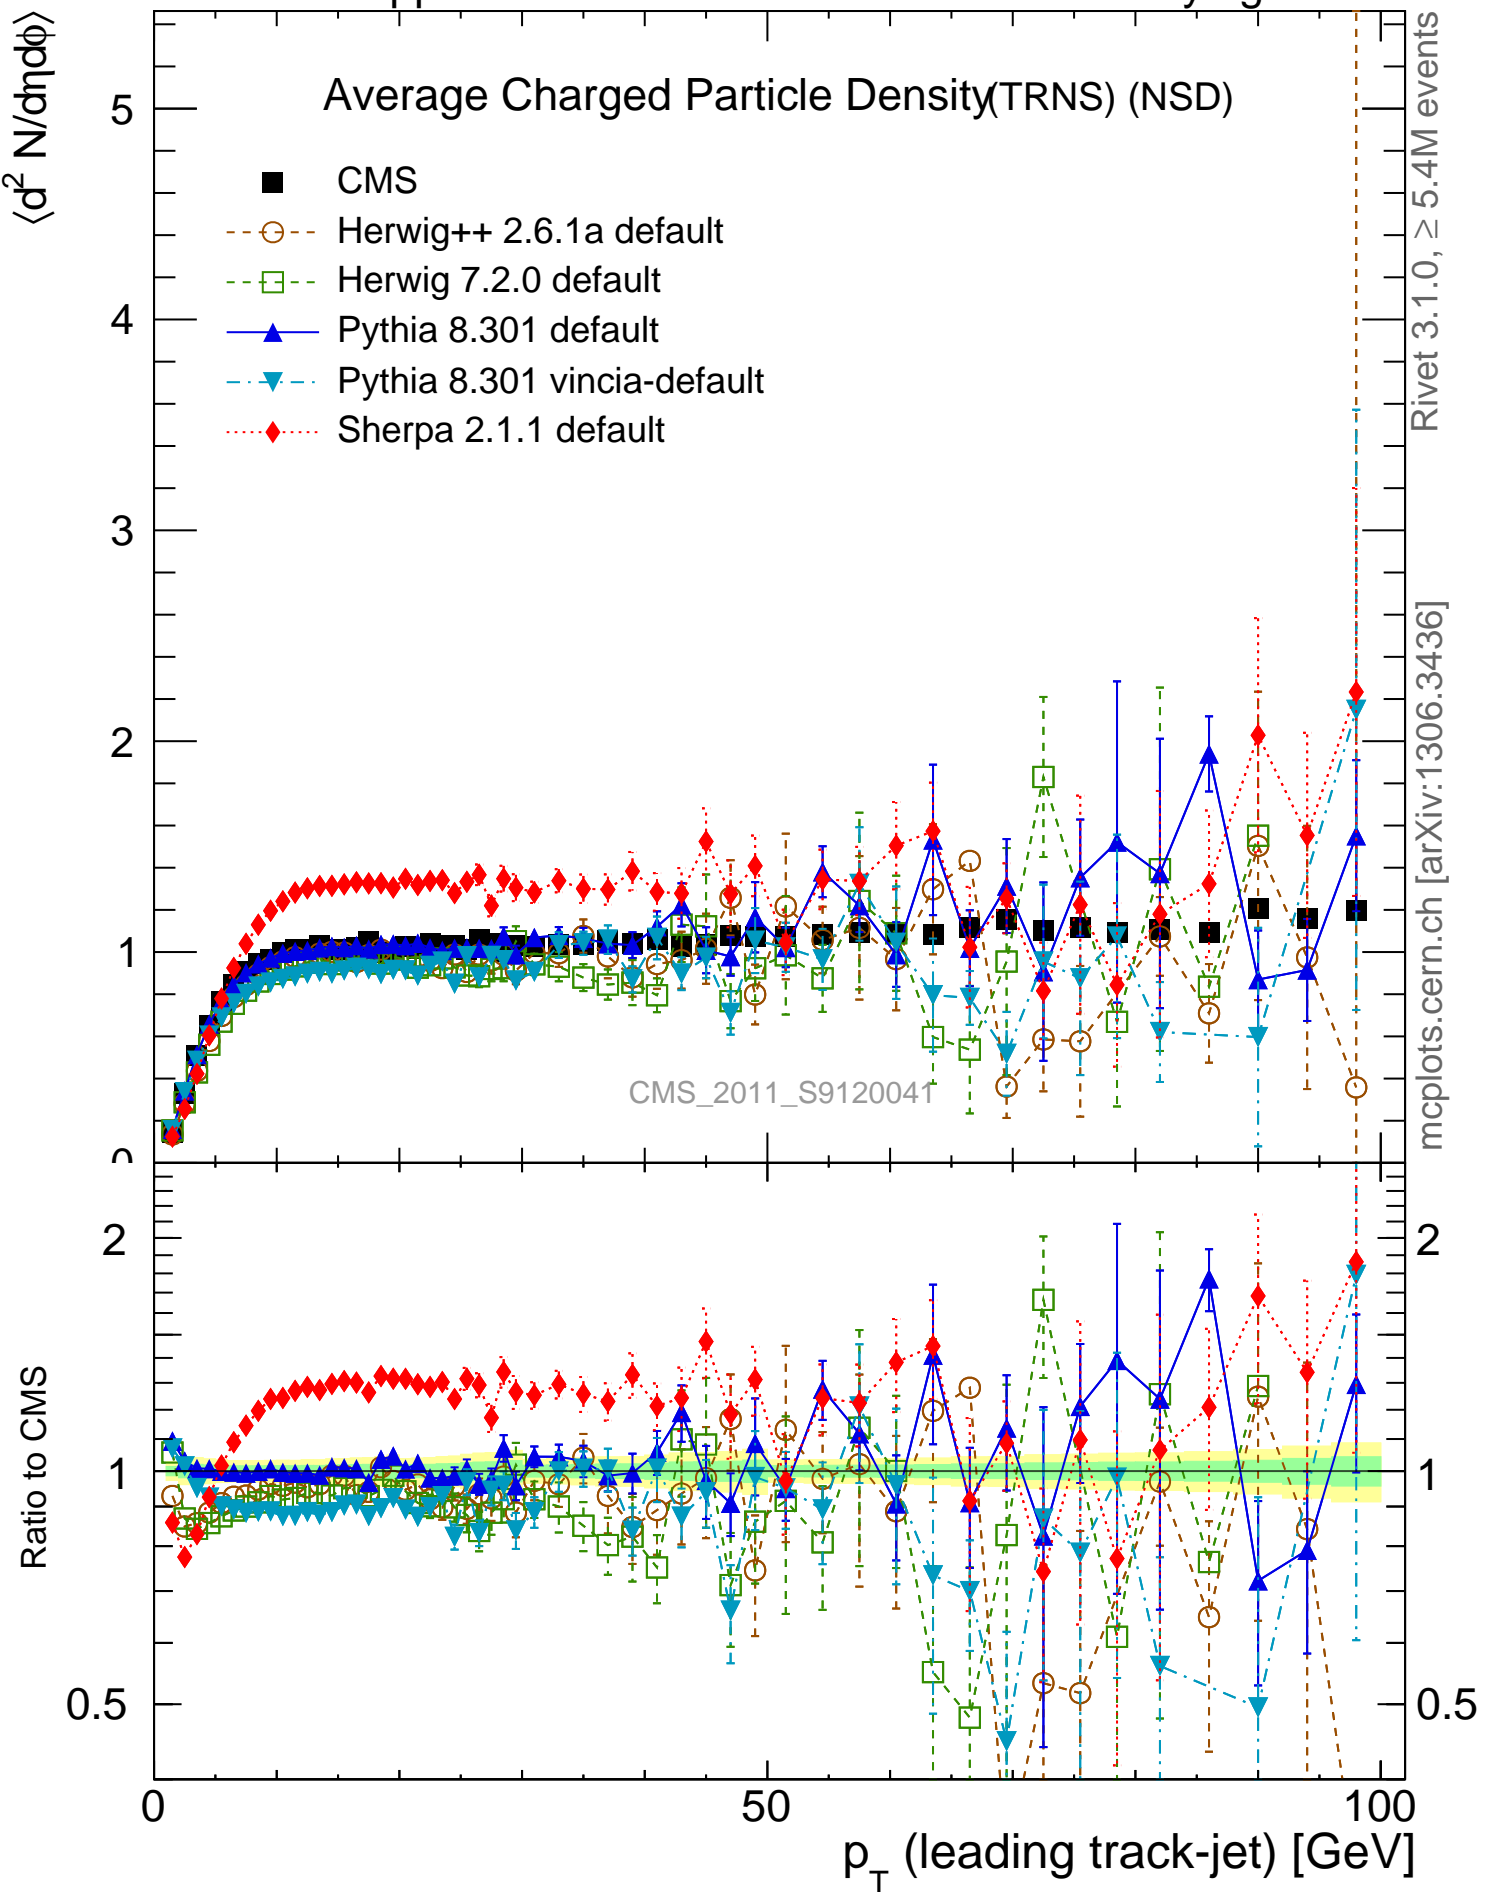 ⟨d² N/dηdϕ⟩
Average Charged Particle Density (TRNS) (NSD)
CMS
Herwig++ 2.6.1a default
Herwig 7.2.0 default
Pythia 8.301 default
Pythia 8.301 vincia-default
Sherpa 2.1.1 default
5
4
3
2
1
0
CMS_2011_S9120041
Rivet 3.1.0, ≥ 5.4M events
mcplots.cern.ch [arXiv:1306.3436]
Ratio to CMS
2
1
0.5
2
1
0.5
0
50
100
p_T (leading track-jet) [GeV]